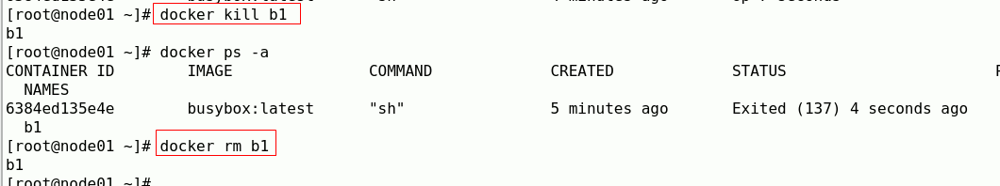 [root@node01 ~]# docker kill b1
b1
[root@node01 ~]# docker ps -a
CONTAINER ID        IMAGE               COMMAND             CREATED             STATUS
  NAMES
6384ed135e4e        busybox:latest      "sh"                5 minutes ago       Exited (137) 4 seconds ago
  b1
[root@node01 ~]# docker rm b1
b1
[root@node01 ~]#